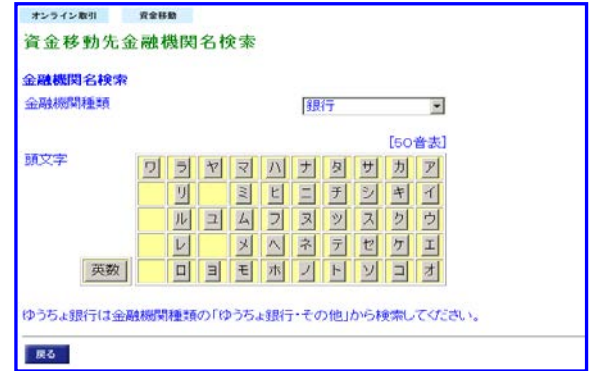 オンライン取引 資金移動
資金移動先金融機関名検索
金融機関名検索
金融機関種類 銀行
[50音表]
頭文字
ワ ラ ヤ マ ハ ナ タ サ カ ア
リ ミ ヒ ニ チ シ キ イ
ル ユ ム フ ヌ ツ ス ク ウ
レ メ ヘ ネ テ セ ケ エ
英数 ロ ヨ モ ホ ノ ト ソ コ オ
ゆうちょ銀行は金融機関種類の「ゆうちょ銀行・その他」から検索してください。
戻る